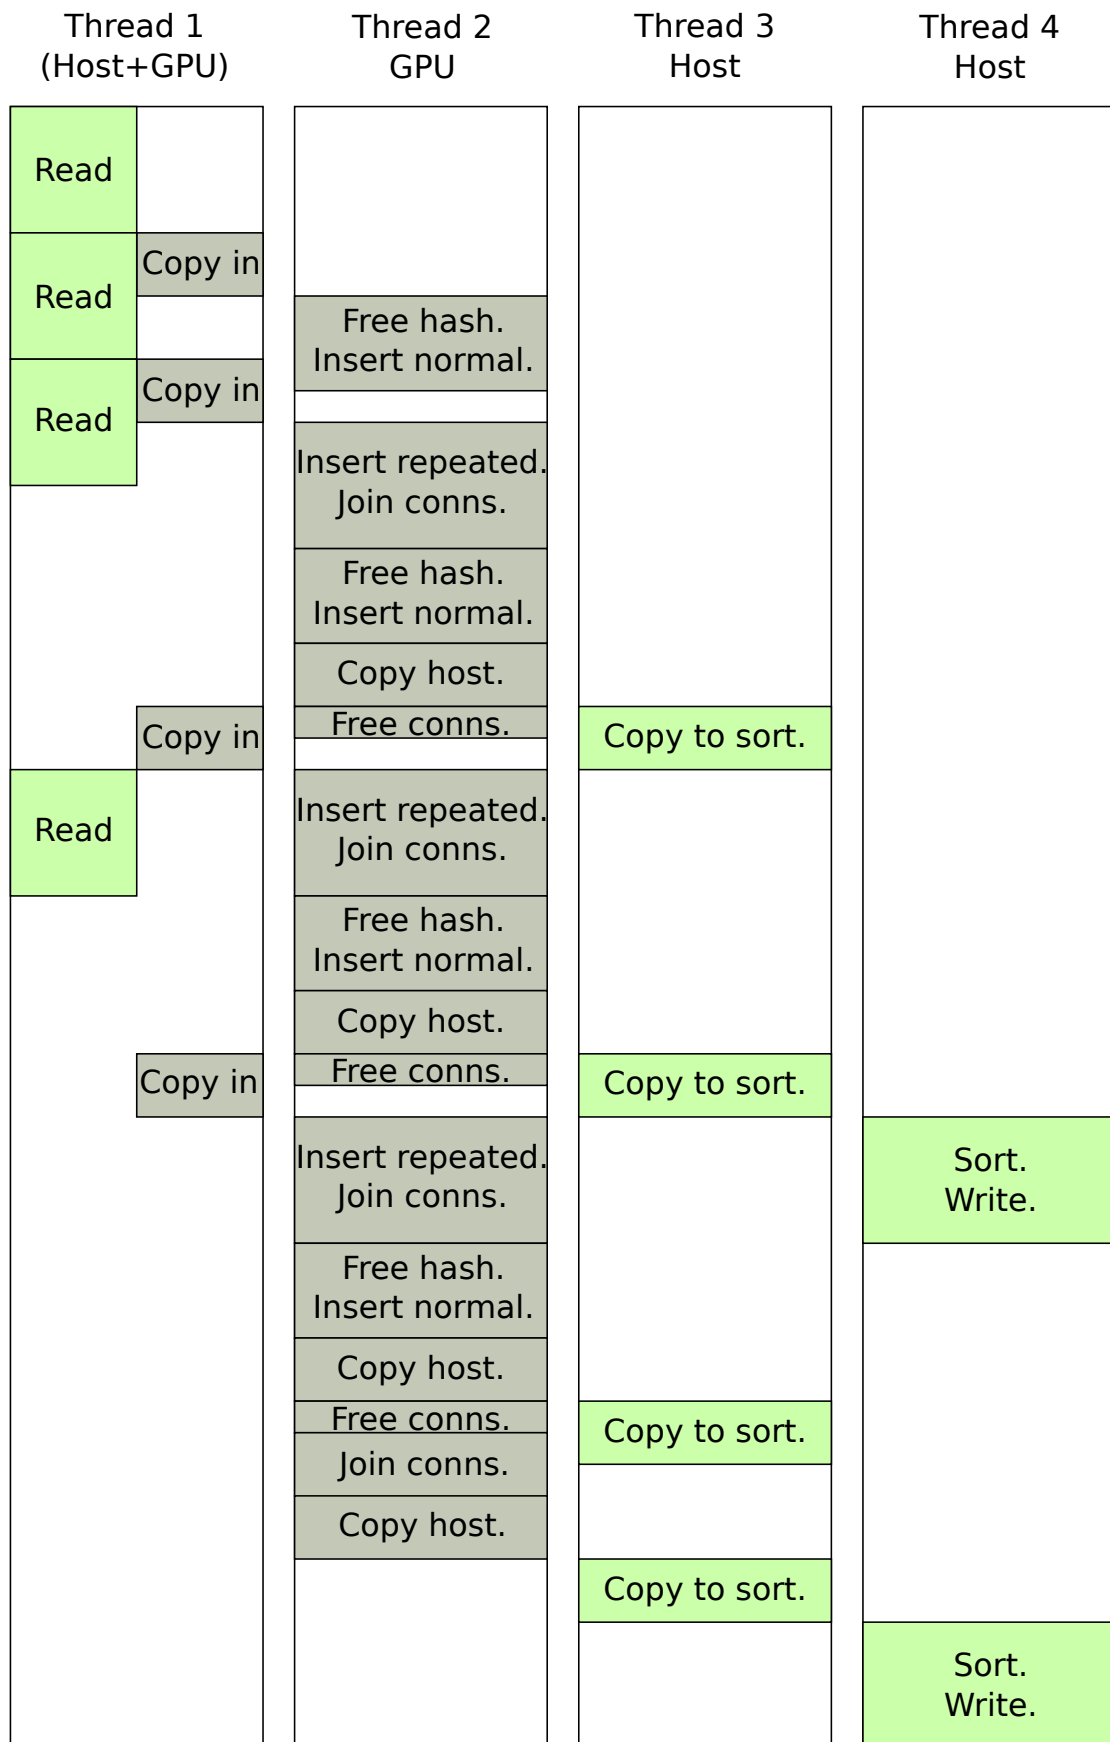 Thread 1
(Host+GPU)
Thread 2
GPU
Thread 3
Host
Thread 4
Host
Read
Read
Copy in
Free hash.
Insert normal.
Read
Copy in
Insert repeated.
Join conns.
Free hash.
Insert normal.
Copy host.
Copy in
Free conns.
Copy to sort.
Read
Insert repeated.
Join conns.
Free hash.
Insert normal.
Copy host.
Copy in
Free conns.
Copy to sort.
Insert repeated.
Join conns.
Sort.
Write.
Free hash.
Insert normal.
Copy host.
Free conns.
Copy to sort.
Join conns.
Copy host.
Copy to sort.
Sort.
Write.